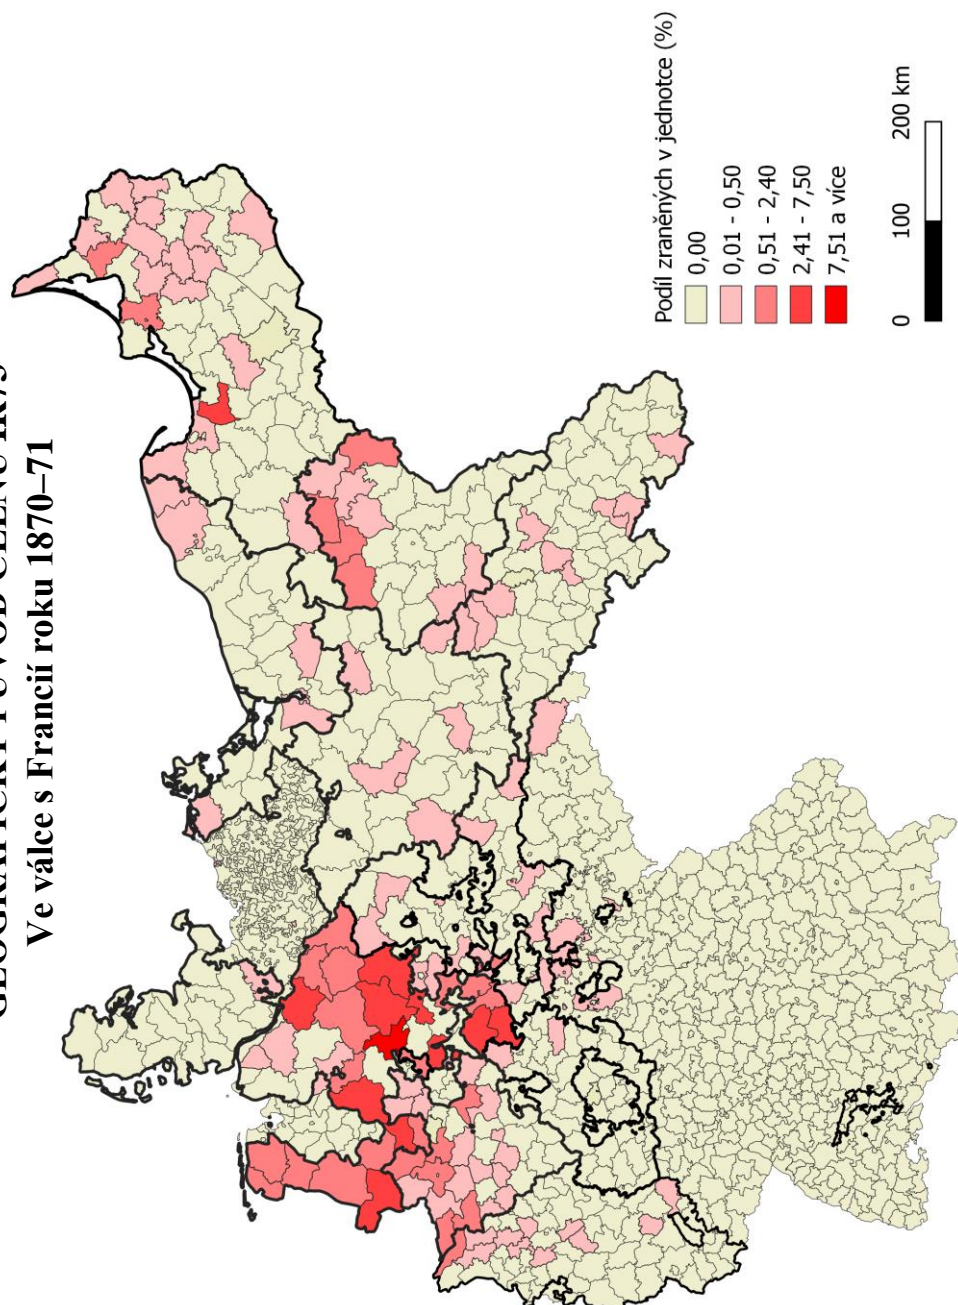 Ve válce s Francií roku 1870–71
Podíl zraněných v jednotce (%)
0,00
0,01 - 0,50
0,51 - 2,40
2,41 - 7,50
7,51 a více
0 100 200 km